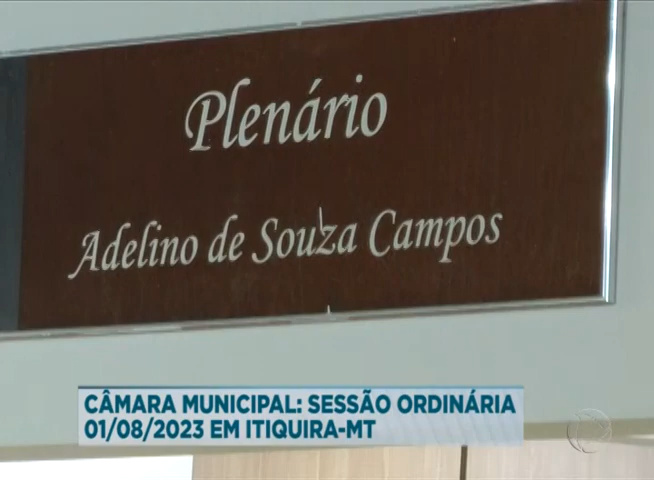 Plenário
Adelino de Souza Campos
CÂMARA MUNICIPAL: SESSÃO ORDINÁRIA
01/08/2023 EM ITIQUIRA-MT